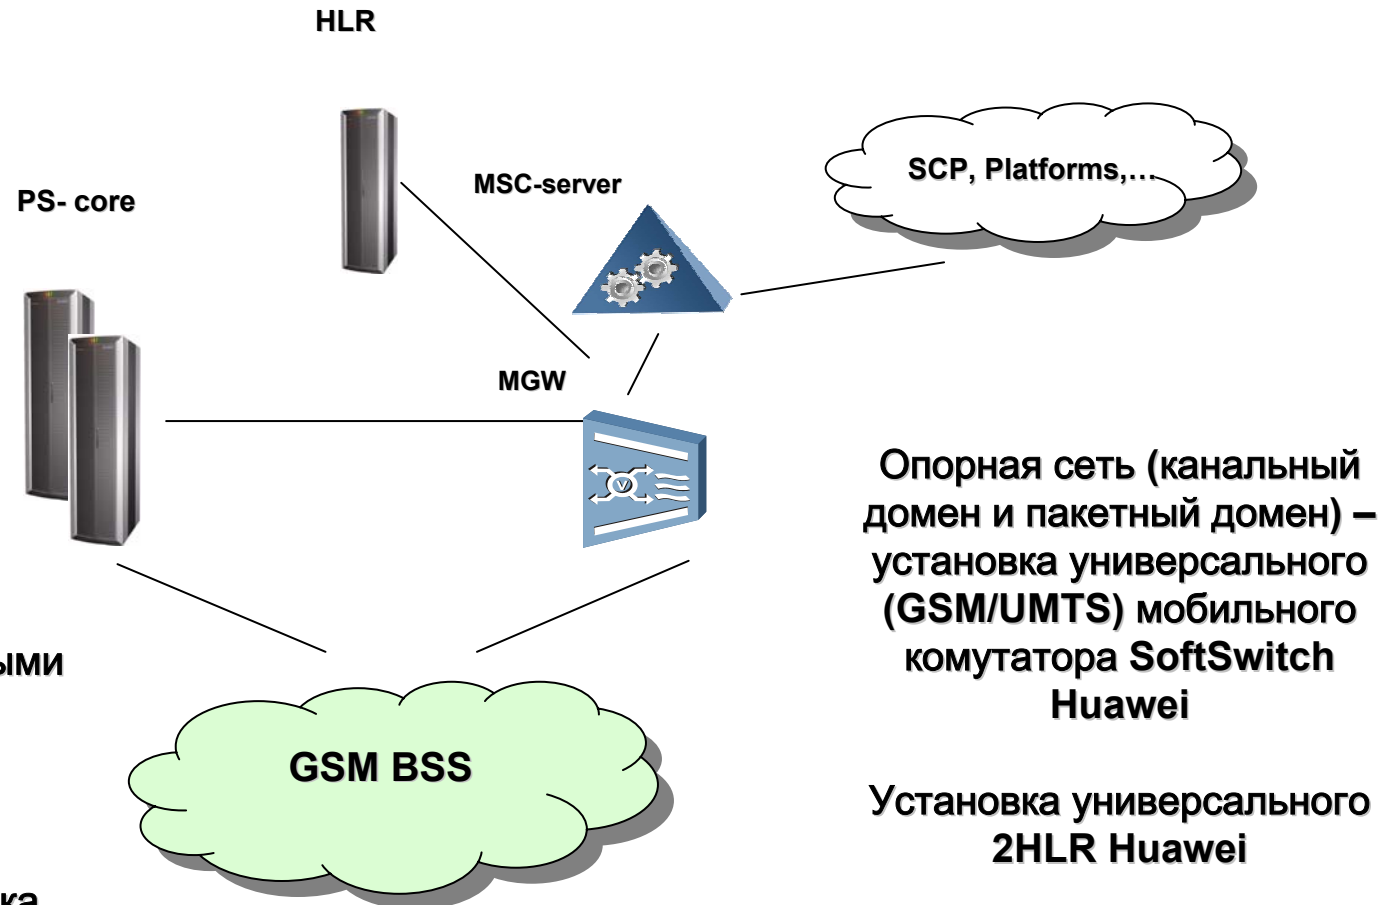 HLR
SCP, Platforms,...
MSC-server
PS- core
MGW
Опорная сеть (канальный
домен и пакетный домен) –
установка универсального
(GSM/UMTS) мобильного
комутатора SoftSwitch
Huawei
ыми
GSM BSS
Установка универсального
2HLR Huawei
ка